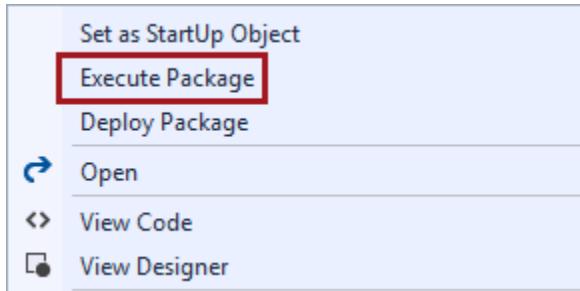 Set as StartUp Object
Execute Package
Deploy Package
Open
View Code
View Designer